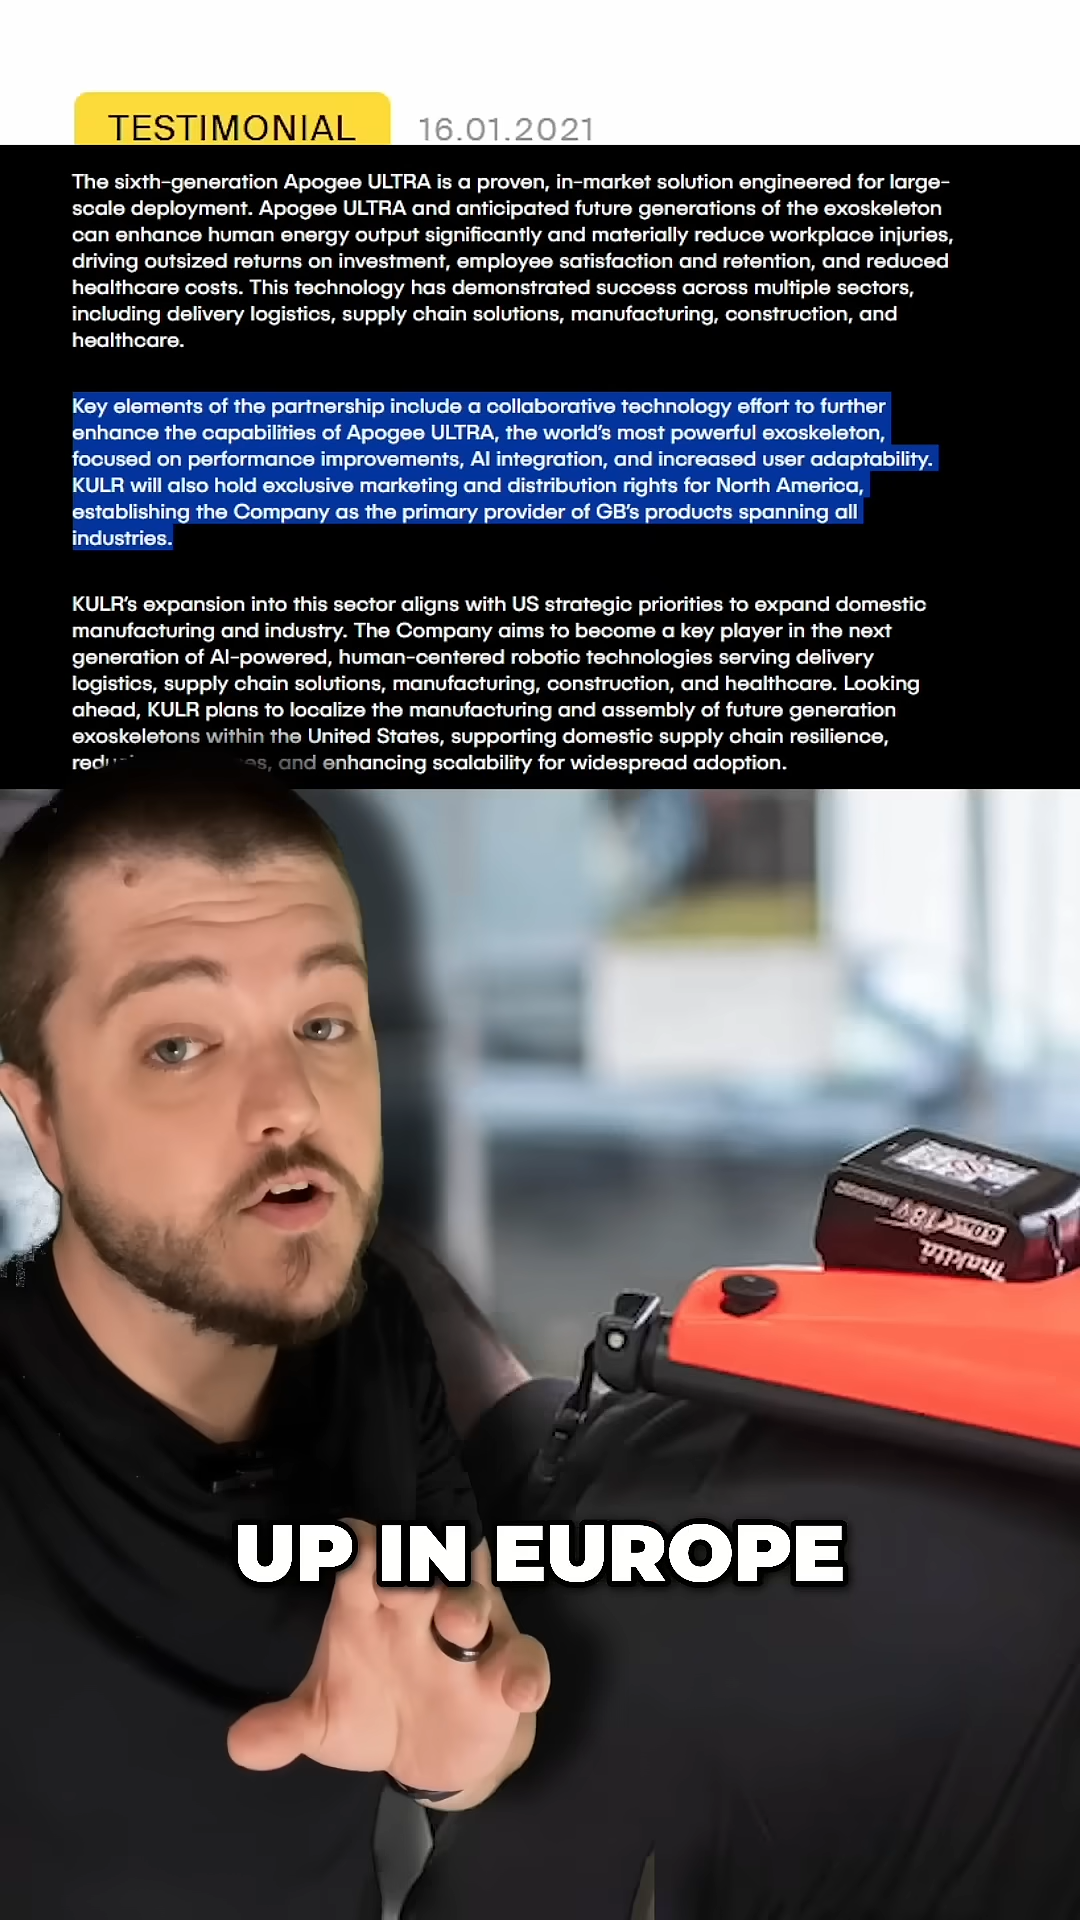 TESTIMONIAL 16.01.2021
The sixth-generation Apogee ULTRA is a proven, in-market solution engineered for large-
scale deployment. Apogee ULTRA and anticipated future generations of the exoskeleton
can enhance human energy output significantly and materially reduce workplace injuries,
driving outsized returns on investment, employee satisfaction and retention, and reduced
healthcare costs. This technology has demonstrated success across multiple sectors,
including delivery logistics, supply chain solutions, manufacturing, construction, and
healthcare.
Key elements of the partnership include a collaborative technology effort to further
enhance the capabilities of Apogee ULTRA, the world's most powerful exoskeleton,
focused on performance improvements, AI integration, and increased user adaptability.
KULR will also hold exclusive marketing and distribution rights for North America,
establishing the Company as the primary provider of GB's products spanning all
industries.
KULR's expansion into this sector aligns with US strategic priorities to expand domestic
manufacturing and industry. The Company aims to become a key player in the next
generation of AI-powered, human-centered robotic technologies serving delivery
logistics, supply chain solutions, manufacturing, construction, and healthcare. Looking
ahead, KULR plans to localize the manufacturing and assembly of future generation
exoskeletons within the United States, supporting domestic supply chain resilience,
and enhancing scalability for widespread adoption.
18V
makita
UP IN EUROPE